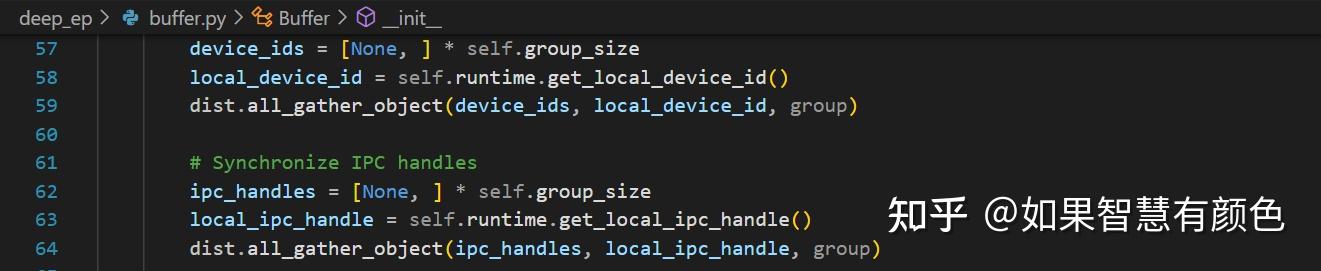 deep_ep > buffer.py > Buffer > __init__
57 device_ids = [None, ] * self.group_size
58 local_device_id = self.runtime.get_local_device_id()
59 dist.all_gather_object(device_ids, local_device_id, group)
60
61 # Synchronize IPC handles
62 ipc_handles = [None, ] * self.group_size
63 local_ipc_handle = self.runtime.get_local_ipc_handle()
64 dist.all_gather_object(ipc_handles, local_ipc_handle, group)
知乎 @如果智慧有颜色